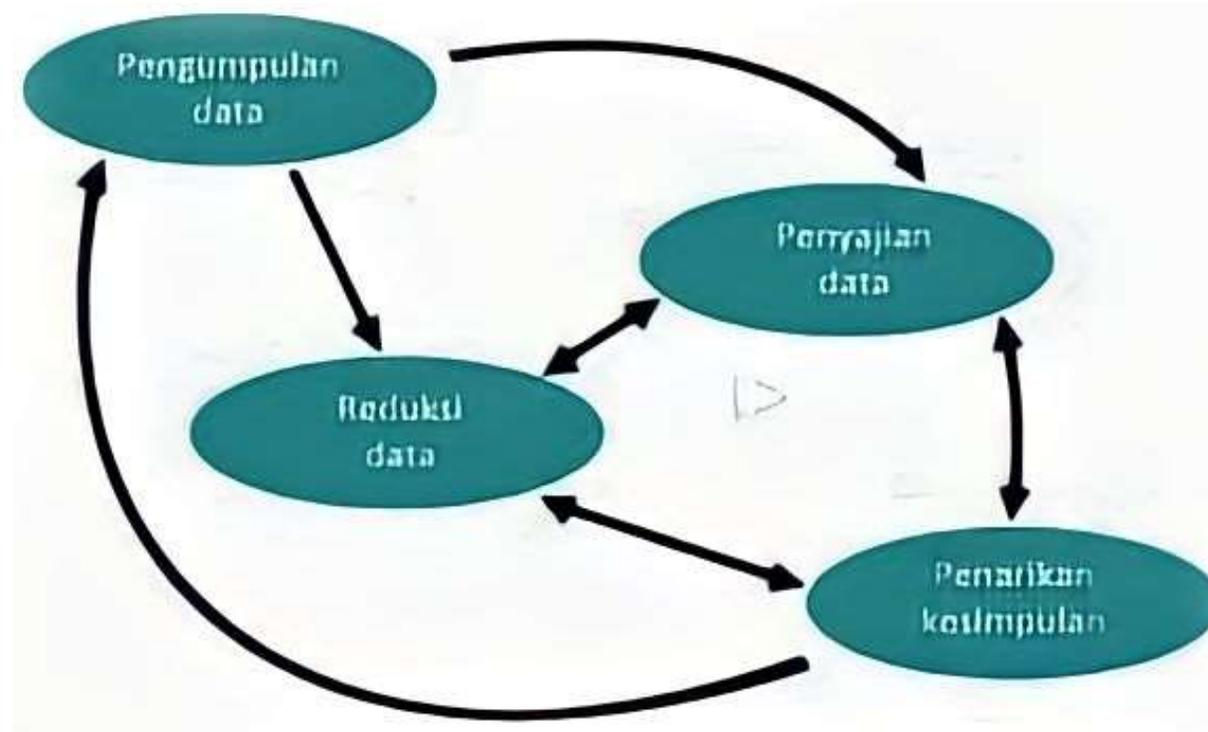 Pengumpulan
data
Penyajian
data
Reduksi
data
Penarikan
kesimpulan